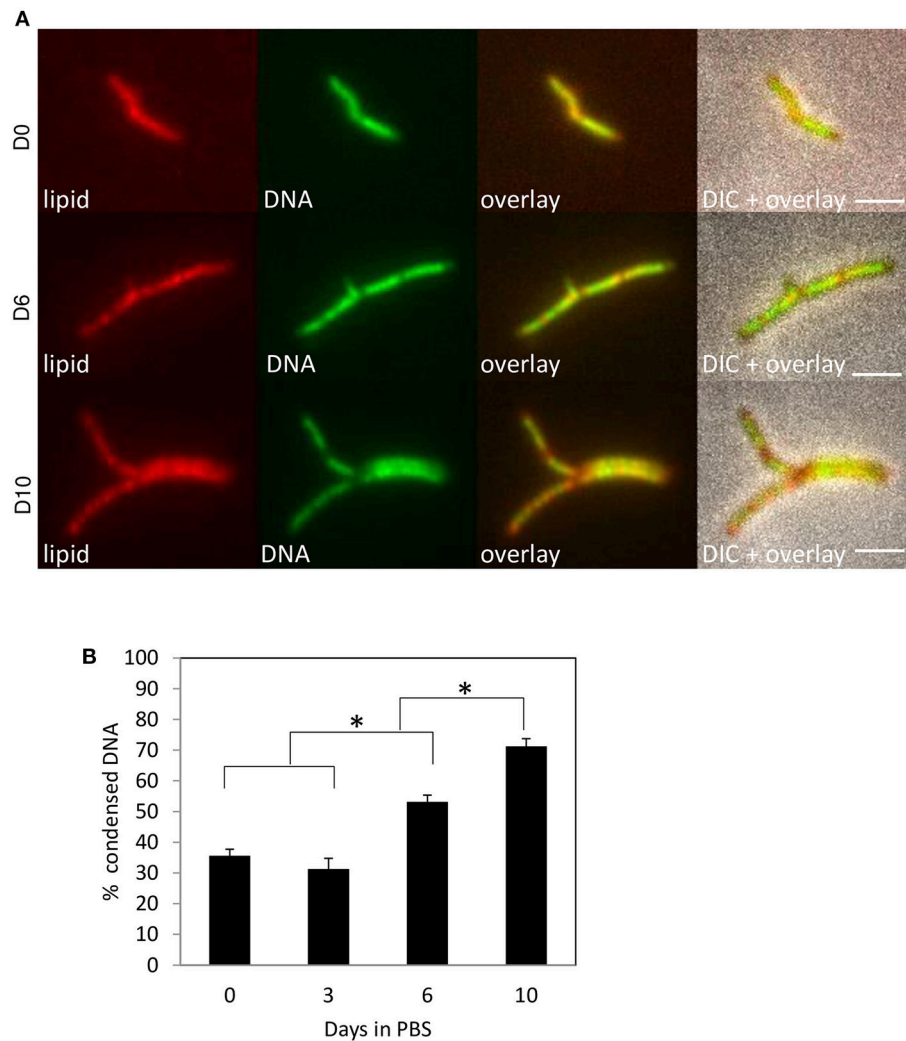 A
D0
lipid
DNA
overlay
DIC + overlay
D6
lipid
DNA
overlay
DIC + overlay
D10
lipid
DNA
overlay
DIC + overlay
B
% condensed DNA
100
90
80
70
60
50
40
30
20
10
0
*
*
0 3 6 10
Days in PBS